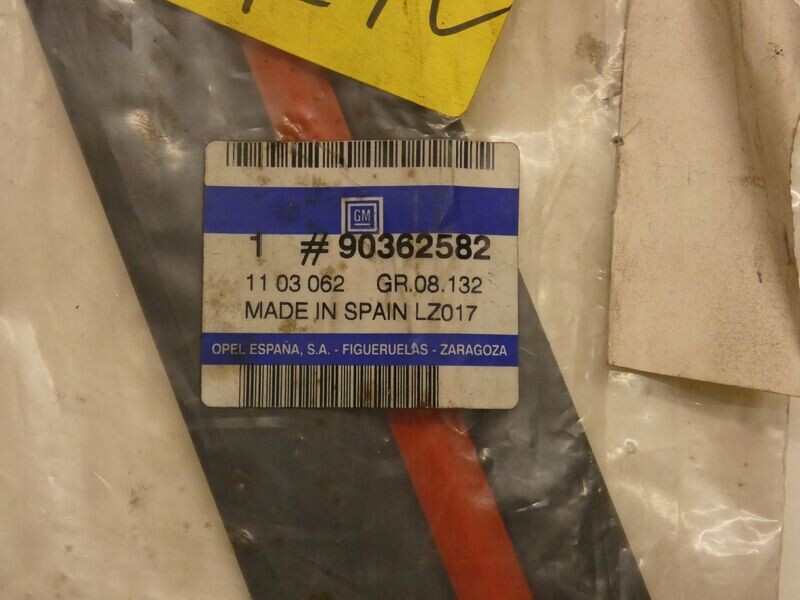 GM
1 # 90362582
11 03 062 GR.08.132
MADE IN SPAIN LZ017
OPEL ESPAÑA, S.A. - FIGUERUELAS - ZARAGOZA